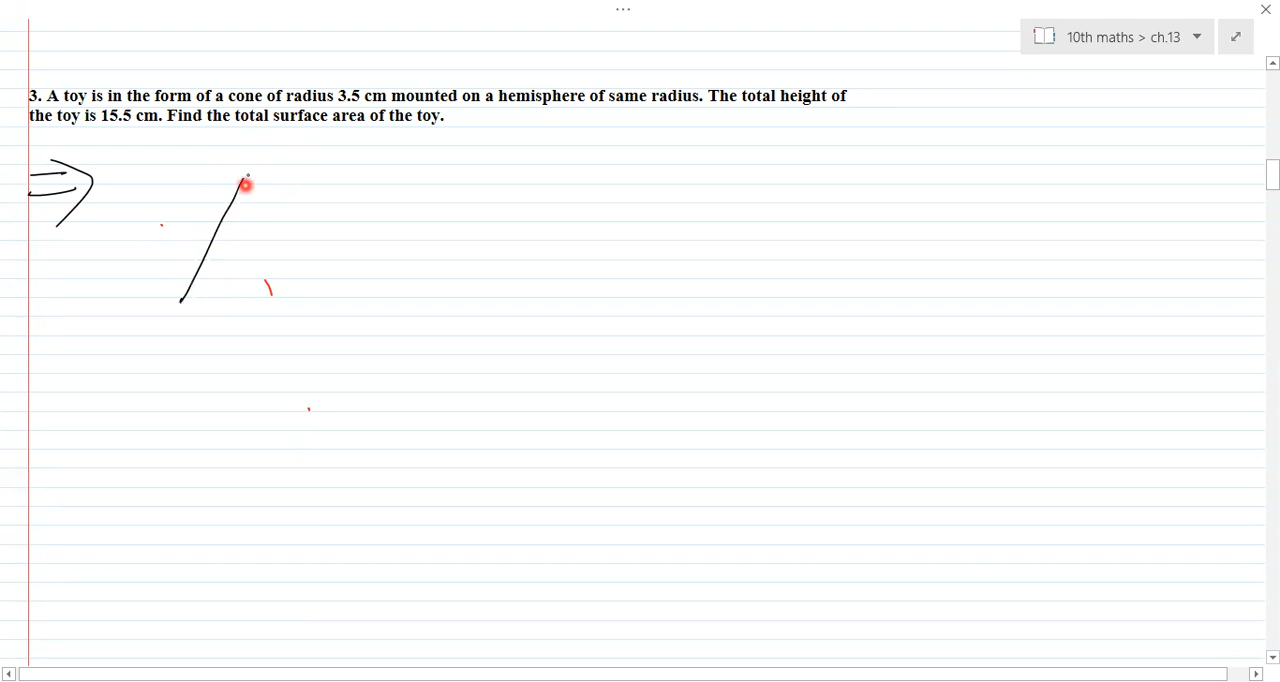 10th maths > ch.13
3. A toy is in the form of a cone of radius 3.5 cm mounted on a hemisphere of same radius. The total height of
the toy is 15.5 cm. Find the total surface area of the toy.